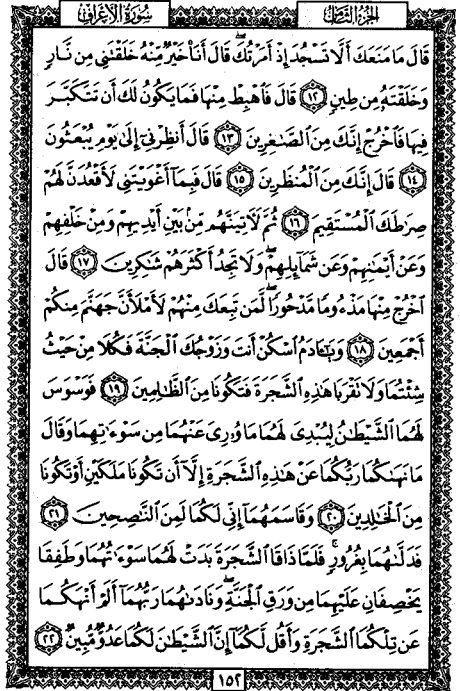 سُورَةُ الأَعْرَافِ الجُزْءُ الثَّامِنُ
قَالَ مَا مَنَعَكَ أَلَّا تَسْجُدَ إِذْ أَمَرْتُكَ ۖ قَالَ أَنَا۠ خَيْرٌ مِّنْهُ خَلَقْتَنِى مِن نَّارٍ
وَخَلَقْتَهُۥ مِن طِينٍ ١٢ قَالَ فَٱهْبِطْ مِنْهَا فَمَا يَكُونُ لَكَ أَن تَتَكَبَّرَ
فِيهَا فَٱخْرُجْ إِنَّكَ مِنَ ٱلصَّٰغِرِينَ ١٣ قَالَ أَنظِرْنِىٓ إِلَىٰ يَوْمِ يُبْعَثُونَ
١٤ قَالَ إِنَّكَ مِنَ ٱلْمُنظَرِينَ ١٥ قَالَ فَبِمَآ أَغْوَيْتَنِى لَأَقْعُدَنَّ لَهُمْ
صِرَٰطَكَ ٱلْمُسْتَقِيمَ ١٦ ثُمَّ لَءَاتِيَنَّهُم مِّنۢ بَيْنِ أَيْدِيهِمْ وَمِنْ خَلْفِهِمْ
وَعَنْ أَيْمَٰنِهِمْ وَعَن شَمَآئِلِهِمْ ۖ وَلَا تَجِدُ أَكْثَرَهُمْ شَٰكِرِينَ ١٧ قَالَ
ٱخْرُجْ مِنْهَا مَذْءُومًا مَّدْحُورًا ۖ لَّمَن تَبِعَكَ مِنْهُمْ لَأَمْلَأَنَّ جَهَنَّمَ مِنكُمْ
أَجْمَعِينَ ١٨ وَيَٰٓـَٔادَمُ ٱسْكُنْ أَنتَ وَزَوْجُكَ ٱلْجَنَّةَ فَكُلَا مِنْ حَيْثُ
شِئْتُمَا وَلَا تَقْرَبَا هَٰذِهِ ٱلشَّجَرَةَ فَتَكُونَا مِنَ ٱلظَّٰلِمِينَ ١٩ فَوَسْوَسَ
لَهُمَا ٱلشَّيْطَٰنُ لِيُبْدِىَ لَهُمَا مَا وُۥرِىَ عَنْهُمَا مِن سَوْءَٰتِهِمَا وَقَالَ
مَا نَهَىٰكُمَا رَبُّكُمَا عَنْ هَٰذِهِ ٱلشَّجَرَةِ إِلَّآ أَن تَكُونَا مَلَكَيْنِ أَوْ تَكُونَا
مِنَ ٱلْخَٰلِدِينَ ٢٠ وَقَاسَمَهُمَآ إِنِّى لَكُمَا لَمِنَ ٱلنَّٰصِحِينَ ٢١
فَدَلَّىٰهُمَا بِغُرُورٍ ۚ فَلَمَّا ذَاقَا ٱلشَّجَرَةَ بَدَتْ لَهُمَا سَوْءَٰتُهُمَا وَطَفِقَا
يَخْصِفَانِ عَلَيْهِمَا مِن وَرَقِ ٱلْجَنَّةِ ۖ وَنَادَىٰهُمَا رَبُّهُمَآ أَلَمْ أَنْهَكُمَا
عَن تِلْكُمَا ٱلشَّجَرَةِ وَأَقُل لَّكُمَآ إِنَّ ٱلشَّيْطَٰنَ لَكُمَا عَدُوٌّ مُّبِينٌ ٢٢
١٥٢